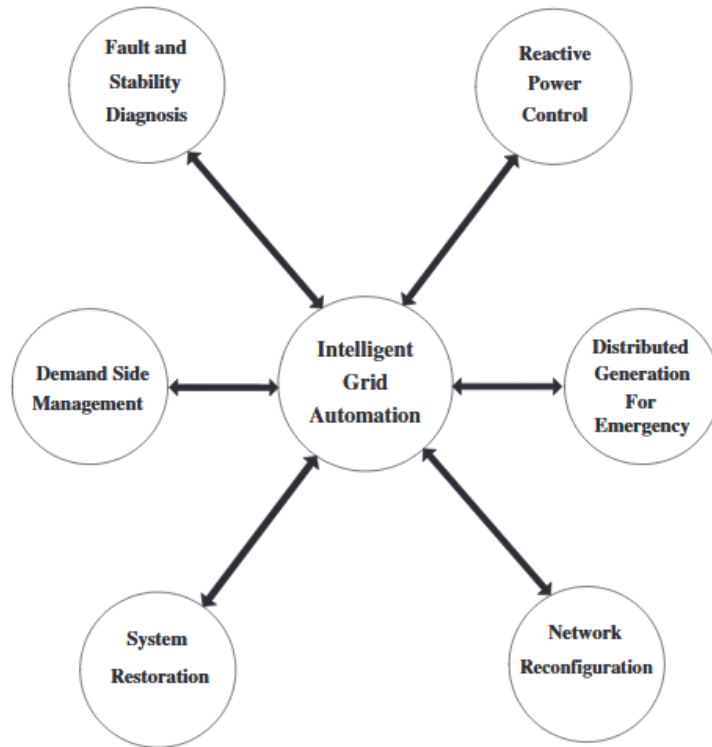 Fault and
Stability
Diagnosis
Reactive
Power
Control
Demand Side
Management
Intelligent
Grid
Automation
Distributed
Generation
For
Emergency
System
Restoration
Network
Reconfiguration